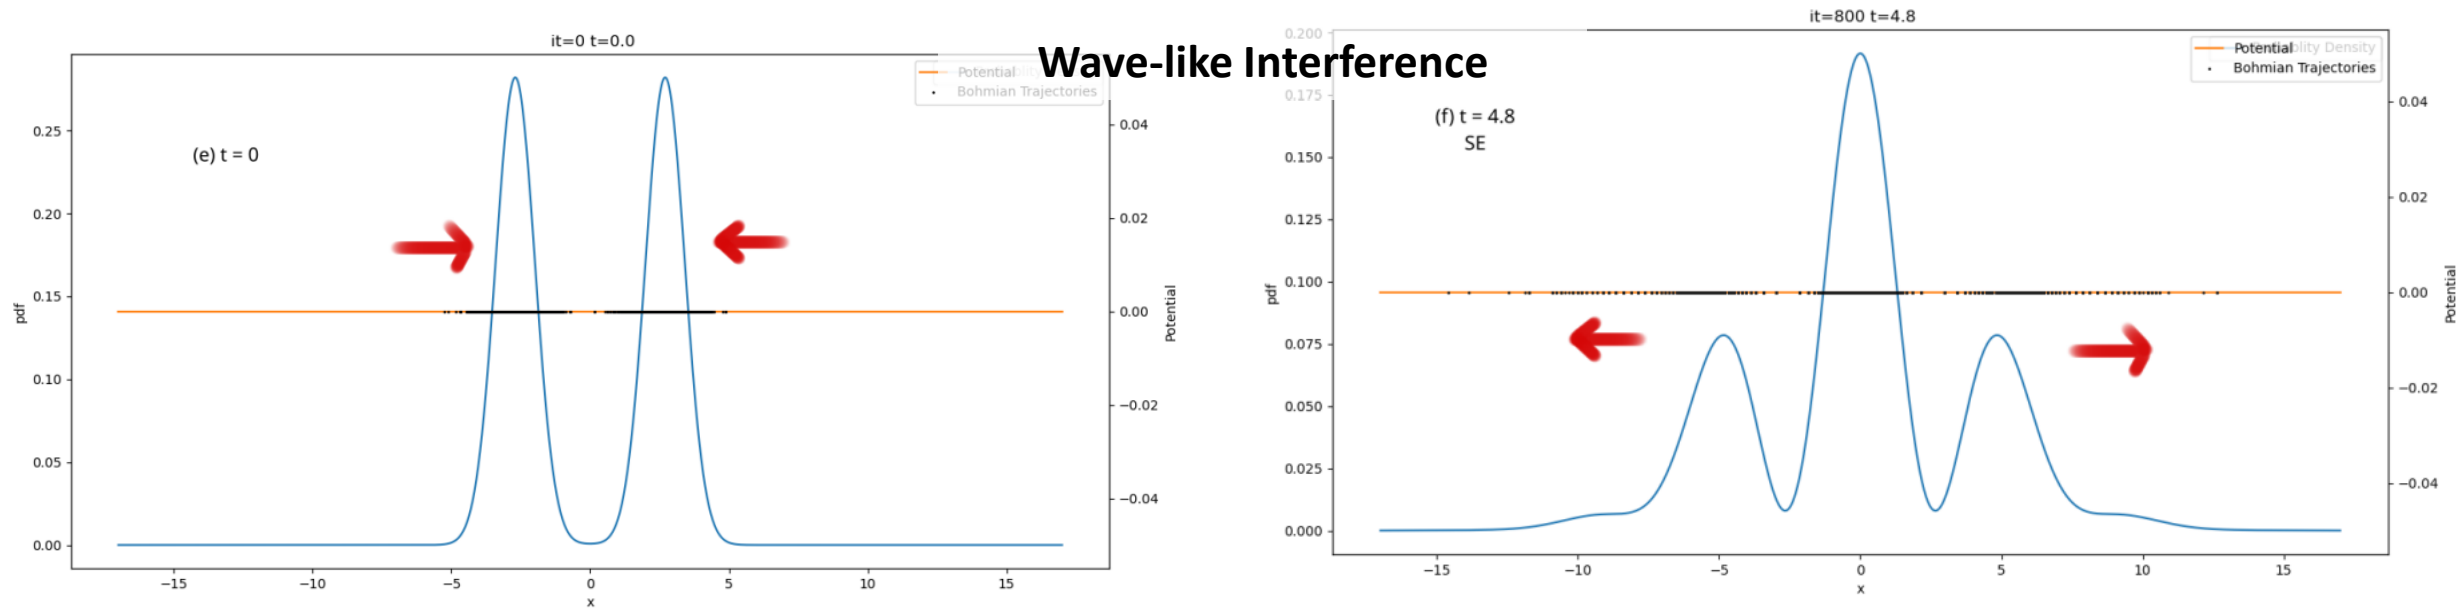 Wave-like Interference
it=0 t=0.0
Potential
Bohmian Trajectories
(e) t = 0
pdf
0.25
0.20
0.15
0.10
0.05
0.00
0.04
0.02
0.00
−0.02
−0.04
Potential
−15
−10
−5
0
5
10
15
x
it=800 t=4.8
Potential
Density
Bohmian Trajectories
(f) t = 4.8
SE
pdf
0.200
0.175
0.150
0.125
0.100
0.075
0.050
0.025
0.000
0.04
0.02
0.00
−0.02
−0.04
Potential
−15
−10
−5
0
5
10
15
x